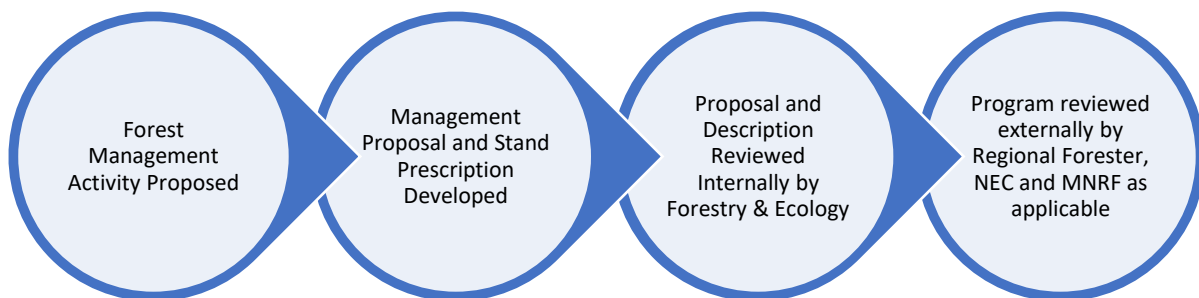 Forest
Management
Activity Proposed
Management
Proposal and Stand
Prescription
Developed
Proposal and
Description
Reviewed
Internally by
Forestry & Ecology
Program reviewed
externally by
Regional Forester,
NEC and MNRF as
applicable